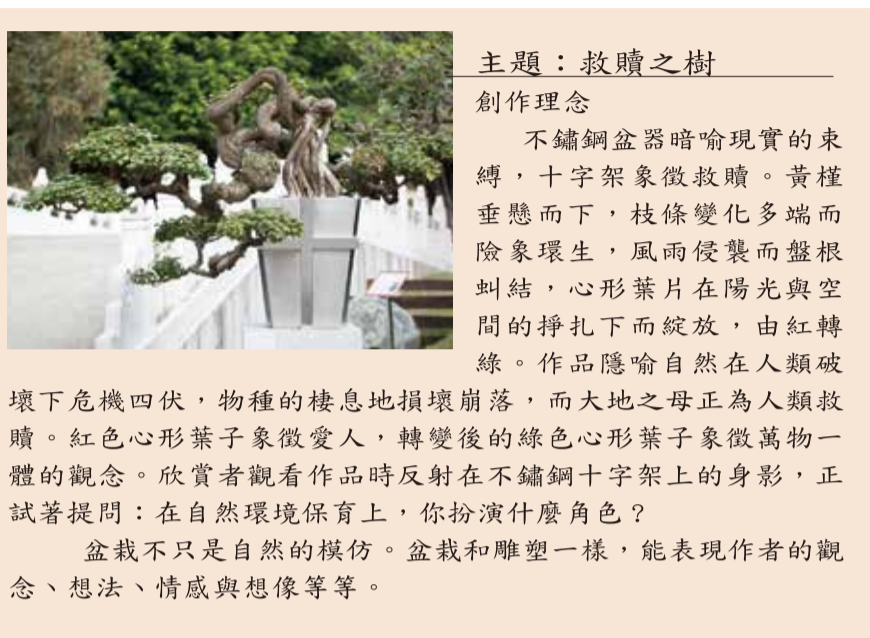 主題：救贖之樹
創作理念
不鏽鋼盆器暗喻現實的束
縛，十字架象徵救贖。黃槿
垂懸而下，枝條變化多端而
險象環生，風雨侵襲而盤根
虯結，心形葉片在陽光與空
間的掙扎下而綻放，由紅轉
綠。作品隱喻自然在人類破
壞下危機四伏，物種的棲息地損壞崩落，而大地之母正為人類救
贖。紅色心形葉子象徵愛人，轉變後的綠色心形葉子象徵萬物一
體的觀念。欣賞者觀看作品時反射在不鏽鋼十字架上的身影，正
試著提問：在自然環境保育上，你扮演什麼角色？
盆栽不只是自然的模仿。盆栽和雕塑一樣，能表現作者的觀
念、想法、情感與想像等等。